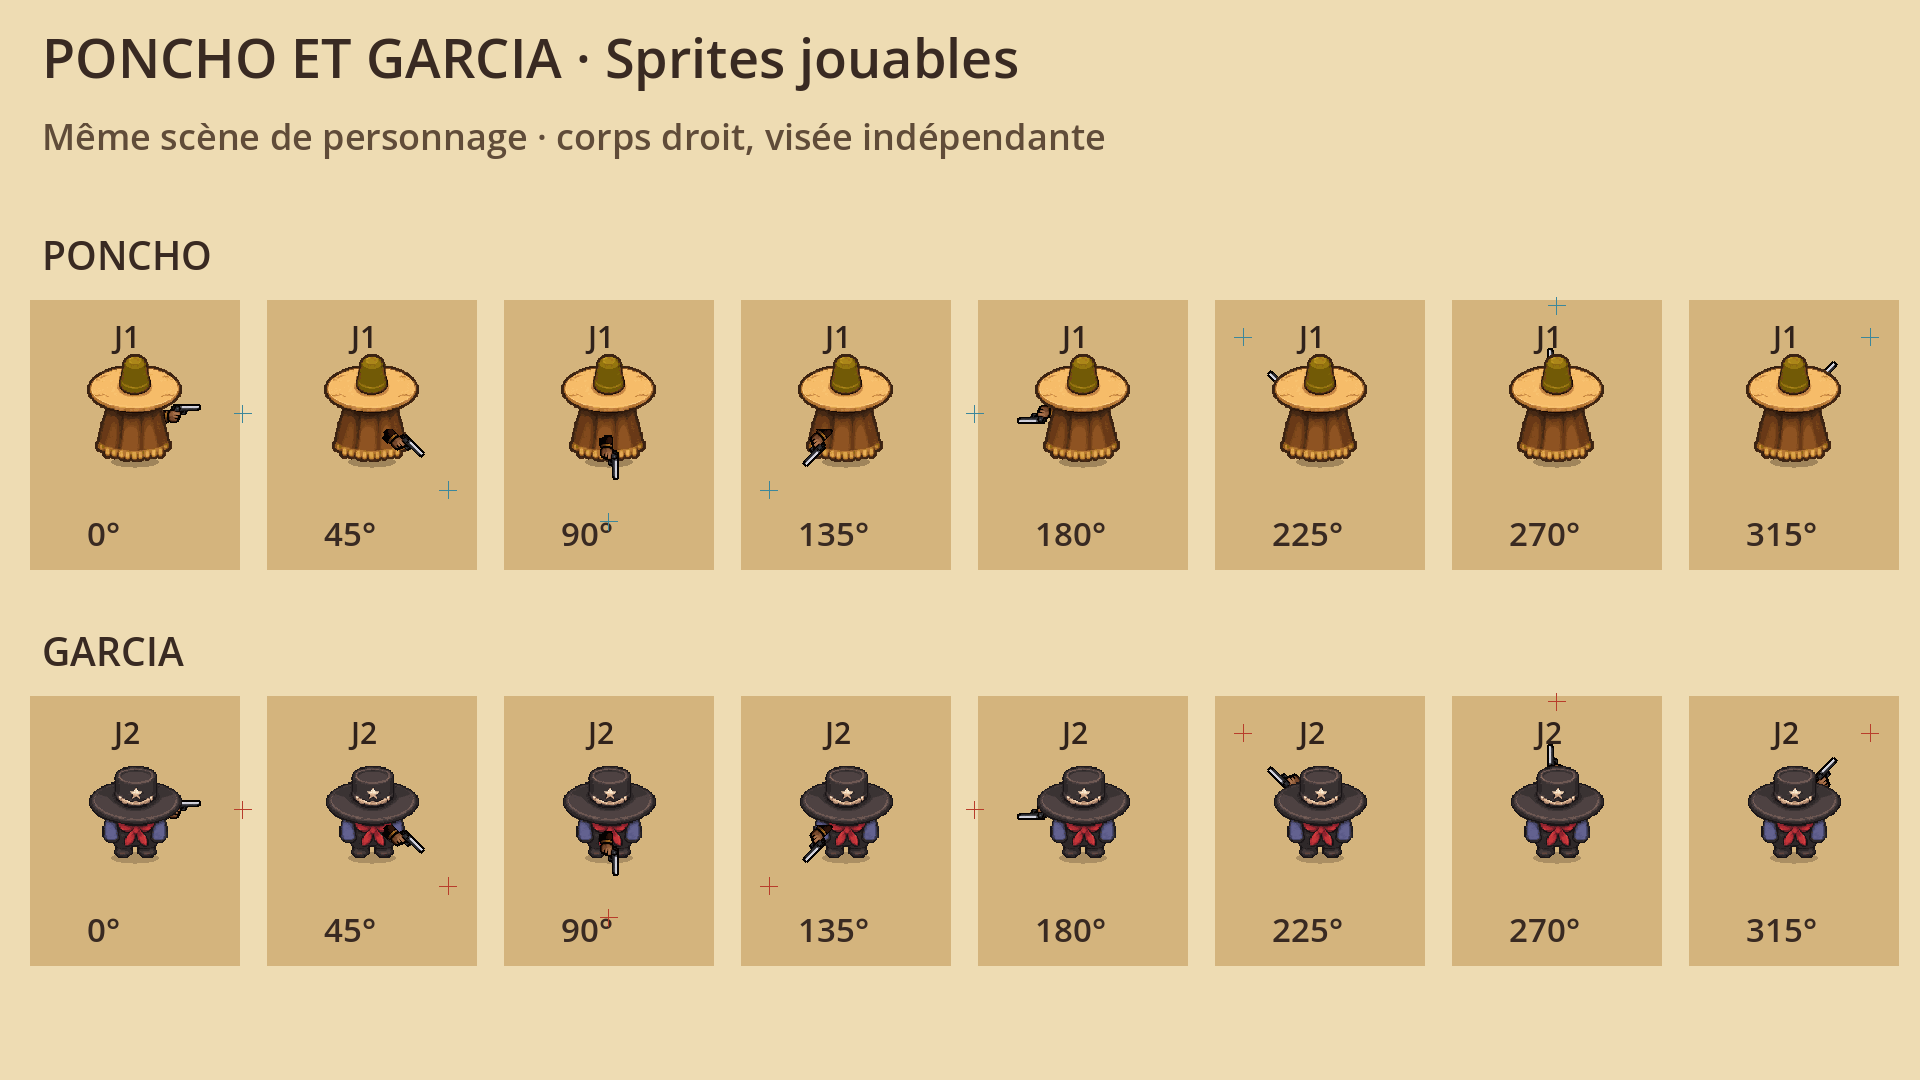 PONCHO ET GARCIA · Sprites jouables
Même scène de personnage · corps droit, visée indépendante
PONCHO
J1 J1 J1 J1 J1 J1 J1 J1
0° 45° 90° 135° 180° 225° 270° 315°
GARCIA
J2 J2 J2 J2 J2 J2 J2 J2
0° 45° 90° 135° 180° 225° 270° 315°